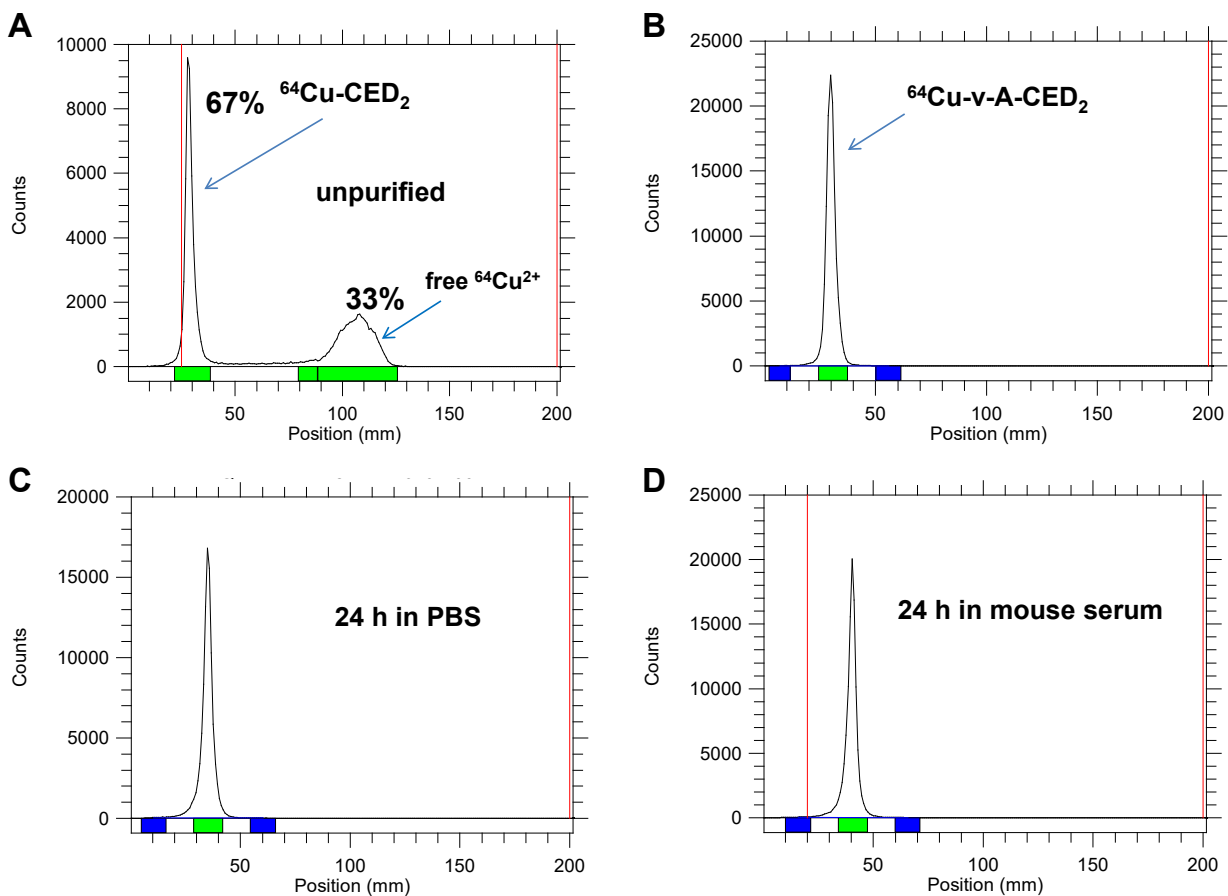 A
10000
8000
6000
4000
2000
0
Counts
67% ⁶⁴Cu-CED₂
unpurified
33%
free ⁶⁴Cu²⁺
50 100 150 200
Position (mm)
B
25000
20000
15000
10000
5000
0
Counts
⁶⁴Cu-v-A-CED₂
50 100 150 200
Position (mm)
C
20000
15000
10000
5000
0
Counts
24 h in PBS
50 100 150 200
Position (mm)
D
25000
20000
15000
10000
5000
0
Counts
24 h in mouse serum
50 100 150 200
Position (mm)